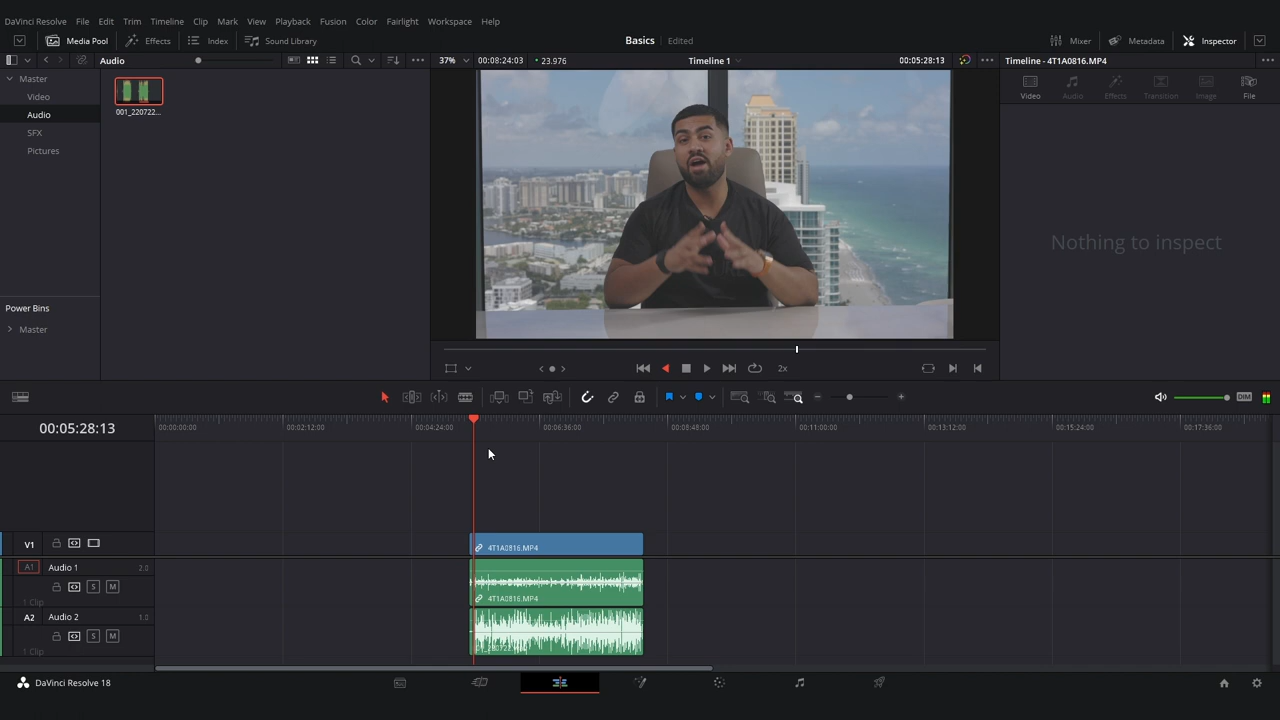 DaVinci Resolve File Edit Trim Timeline Clip Mark View Playback Fusion Color Fairlight Workspace Help
Media Pool Effects Index Sound Library Basics Edited Mixer Metadata Inspector
Audio 37% 00:08:24:03 23.976 Timeline 1 00:05:28:13 Timeline - 4T1A0816.MP4
Master
Video
Audio
SFX
Pictures
001_220722...
Video Audio Effects Transition Image File
Nothing to inspect
Power Bins
Master
2x
DIM
00:05:28:13
00:00:00:00 00:02:12:00 00:04:24:00 00:06:36:00 00:08:48:00 00:11:00:00 00:13:12:00 00:15:24:00 00:17:36:00
V1 4T1A0816.MP4
A1 Audio 1 2.0
S M
1 Clip 4T1A0816.MP4
A2 Audio 2 1.0
S M
1 Clip
DaVinci Resolve 18